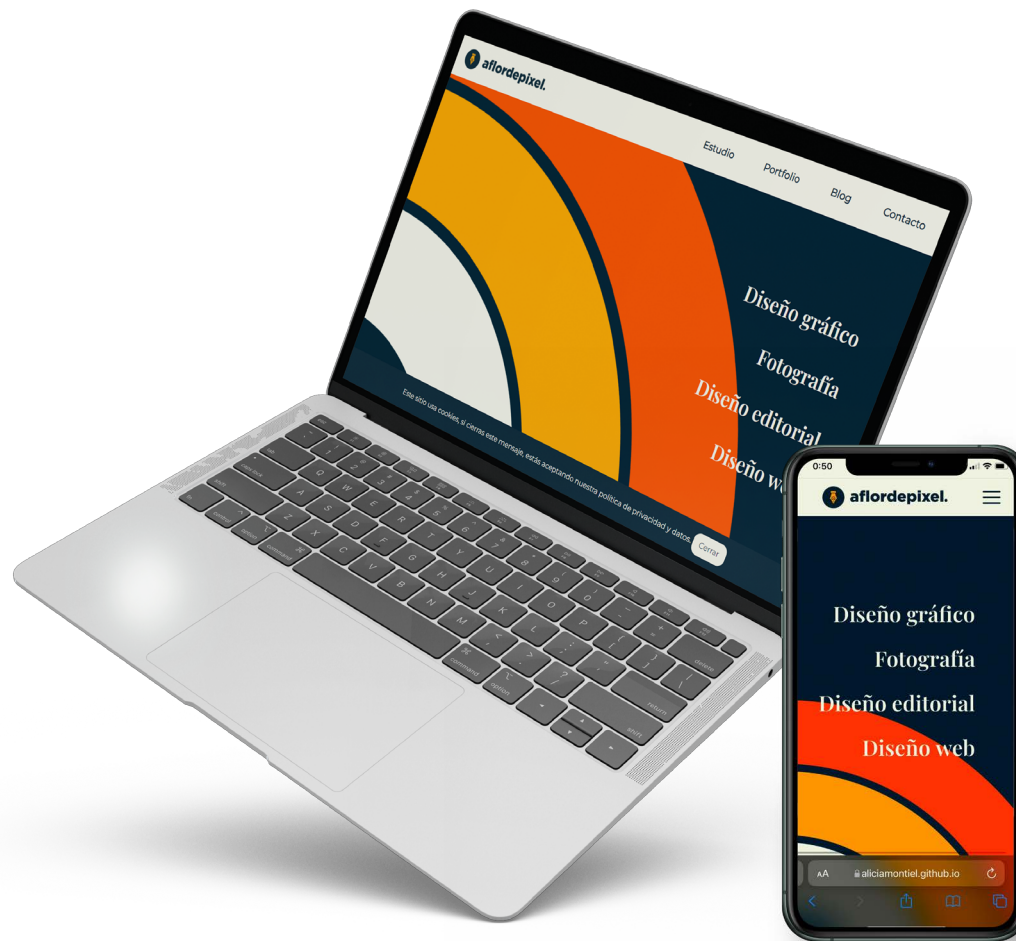 aflordepixel.
Estudio
Portfolio
Blog
Contacto
Diseño gráfico
Fotografía
Diseño editorial
Diseño
Este sitio usa cookies, si cierras este mensaje, estás aceptando nuestra política de privacidad y datos.
Cerrar
0:50
aflordepixel.
Diseño gráfico
Fotografía
Diseño editorial
Diseño web
AA
aliciamontiel.github.io